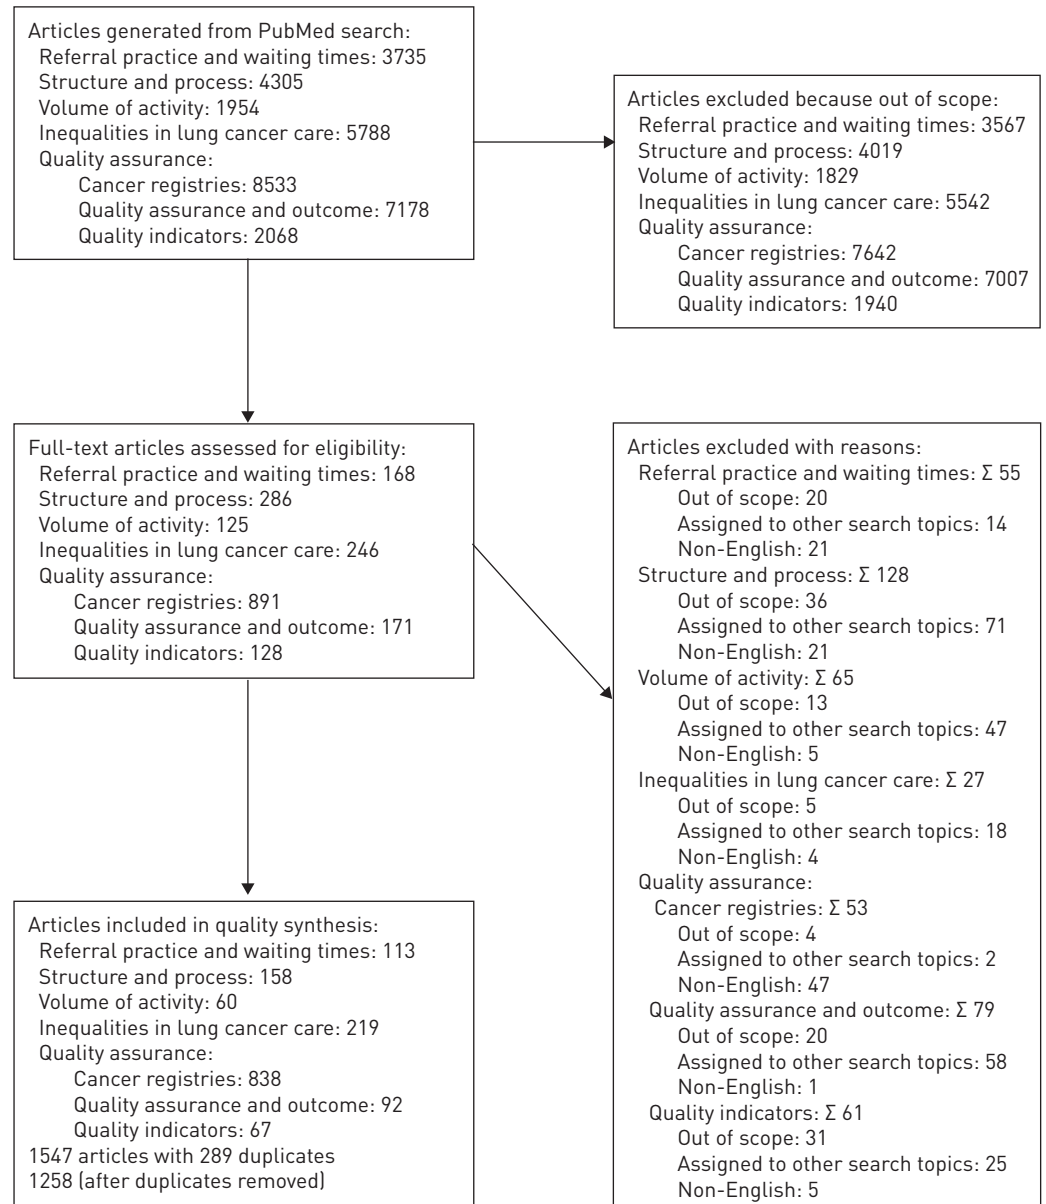 Articles generated from PubMed search:
Referral practice and waiting times: 3735
Structure and process: 4305
Volume of activity: 1954
Inequalities in lung cancer care: 5788
Quality assurance:
Cancer registries: 8533
Quality assurance and outcome: 7178
Quality indicators: 2068
Articles excluded because out of scope:
Referral practice and waiting times: 3567
Structure and process: 4019
Volume of activity: 1829
Inequalities in lung cancer care: 5542
Quality assurance:
Cancer registries: 7642
Quality assurance and outcome: 7007
Quality indicators: 1940
Full-text articles assessed for eligibility:
Referral practice and waiting times: 168
Structure and process: 286
Volume of activity: 125
Inequalities in lung cancer care: 246
Quality assurance:
Cancer registries: 891
Quality assurance and outcome: 171
Quality indicators: 128
Articles excluded with reasons:
Referral practice and waiting times: Σ 55
Out of scope: 20
Assigned to other search topics: 14
Non-English: 21
Structure and process: Σ 128
Out of scope: 36
Assigned to other search topics: 71
Non-English: 21
Volume of activity: Σ 65
Out of scope: 13
Assigned to other search topics: 47
Non-English: 5
Inequalities in lung cancer care: Σ 27
Out of scope: 5
Assigned to other search topics: 18
Non-English: 4
Quality assurance:
Cancer registries: Σ 53
Out of scope: 4
Assigned to other search topics: 2
Non-English: 47
Quality assurance and outcome: Σ 79
Out of scope: 20
Assigned to other search topics: 58
Non-English: 1
Quality indicators: Σ 61
Out of scope: 31
Assigned to other search topics: 25
Non-English: 5
Articles included in quality synthesis:
Referral practice and waiting times: 113
Structure and process: 158
Volume of activity: 60
Inequalities in lung cancer care: 219
Quality assurance:
Cancer registries: 838
Quality assurance and outcome: 92
Quality indicators: 67
1547 articles with 289 duplicates
1258 (after duplicates removed)